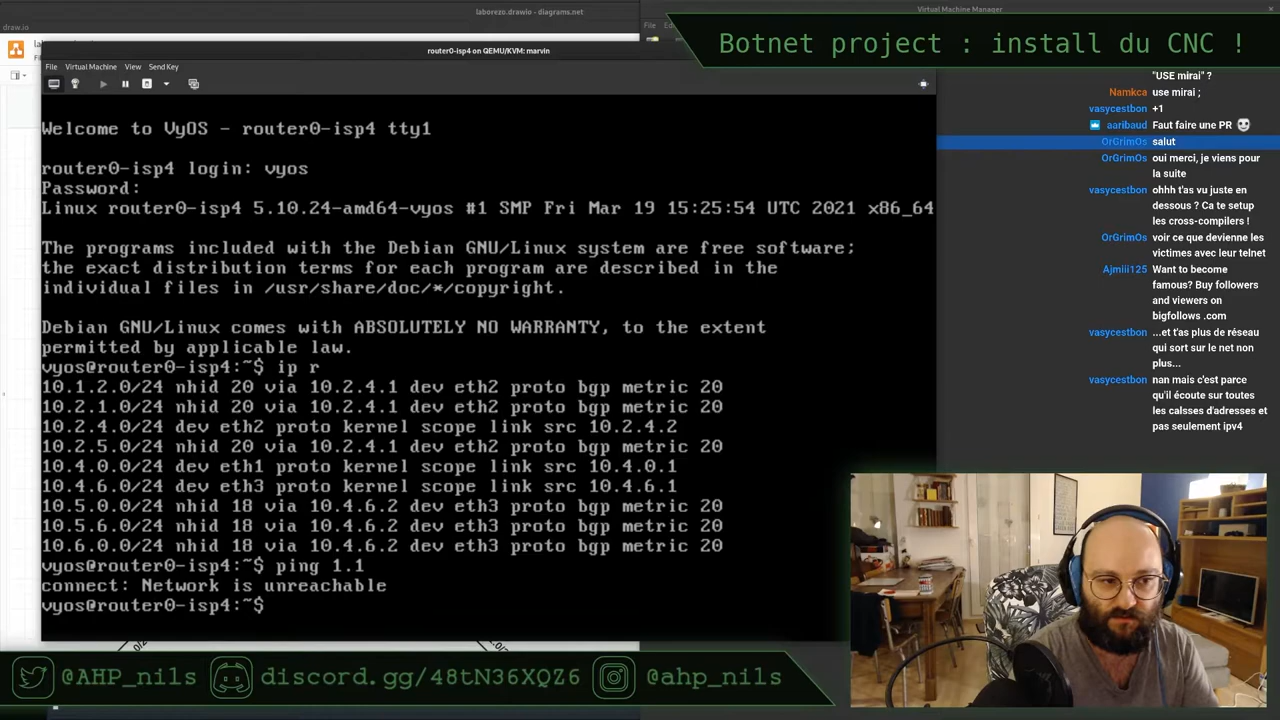 laborezo.drawio - diagrams.net
Virtual Machine Manager
draw.io
File
router0-isp4 on QEMU/KVM: marvin
Botnet project : install du CNC !
File Virtual Machine View Send Key
Welcome to VyOS - router0-isp4 tty1
router0-isp4 login: vyos
Password:
Linux router0-isp4 5.10.24-amd64-vyos #1 SMP Fri Mar 19 15:25:54 UTC 2021 x86_64
The programs included with the Debian GNU/Linux system are free software;
the exact distribution terms for each program are described in the
individual files in /usr/share/doc/*/copyright.
Debian GNU/Linux comes with ABSOLUTELY NO WARRANTY, to the extent
permitted by applicable law.
vyos@router0-isp4:~$ ip r
10.1.2.0/24 nhid 20 via 10.2.4.1 dev eth2 proto bgp metric 20
10.2.1.0/24 nhid 20 via 10.2.4.1 dev eth2 proto bgp metric 20
10.2.4.0/24 dev eth2 proto kernel scope link src 10.2.4.2
10.2.5.0/24 nhid 20 via 10.2.4.1 dev eth2 proto bgp metric 20
10.4.0.0/24 dev eth1 proto kernel scope link src 10.4.0.1
10.4.6.0/24 dev eth3 proto kernel scope link src 10.4.6.1
10.5.0.0/24 nhid 18 via 10.4.6.2 dev eth3 proto bgp metric 20
10.5.6.0/24 nhid 18 via 10.4.6.2 dev eth3 proto bgp metric 20
10.6.0.0/24 nhid 18 via 10.4.6.2 dev eth3 proto bgp metric 20
vyos@router0-isp4:~$ ping 1.1
connect: Network is unreachable
vyos@router0-isp4:~$
"USE mirai" ?
Namkca use mirai ;
vasycestbon +1
aaribaud Faut faire une PR
OrGrimOs salut
OrGrimOs oui merci, je viens pour
la suite
vasycestbon ohhh t'as vu juste en
dessous ? Ca te setup
les cross-compilers !
OrGrimOs voir ce que devienne les
victimes avec leur telnet
Ajmiii125 Want to become
famous? Buy followers
and viewers on
bigfollows .com
vasycestbon ...et t'as plus de réseau
qui sort sur le net non
plus...
vasycestbon nan mais c'est parce
qu'il écoute sur toutes
les calsses d'adresses et
pas seulement ipv4
@AHP_nils discord.gg/48tN36XQZ6 @ahp_nils